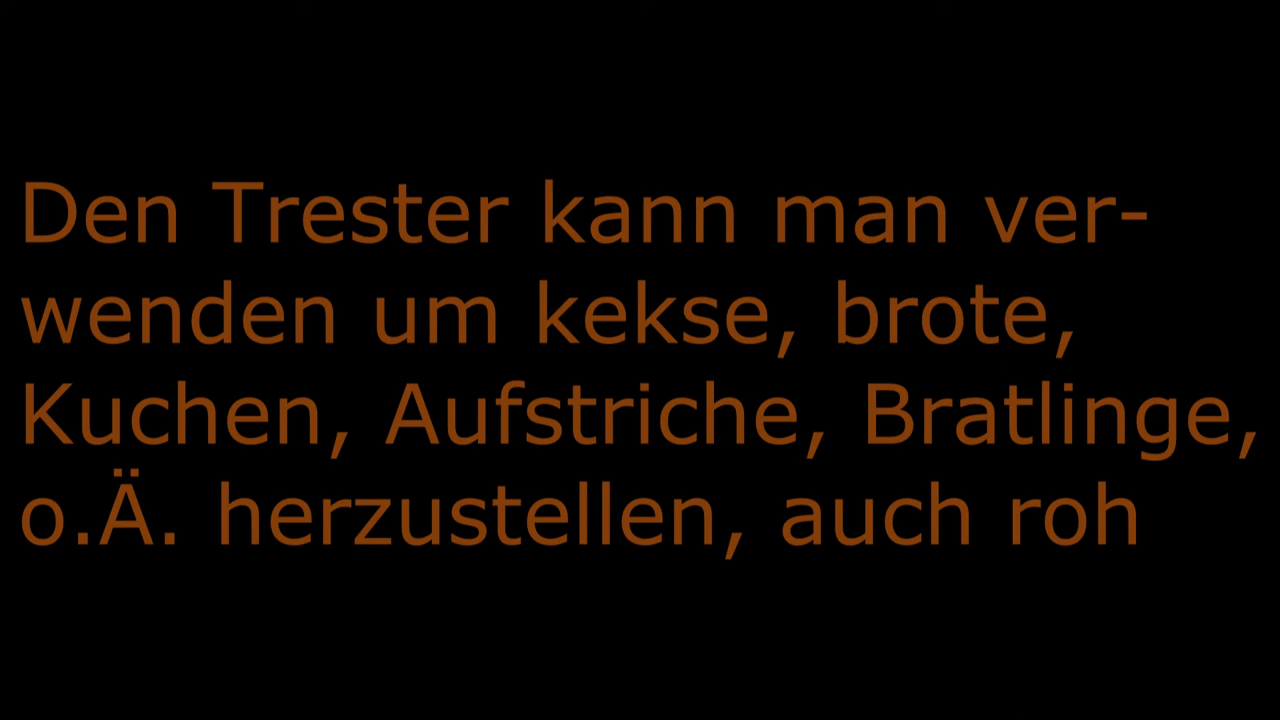 Den Trester kann man ver-
wenden um kekse, brote,
Kuchen, Aufstriche, Bratlinge,
o.Ä. herzustellen, auch roh